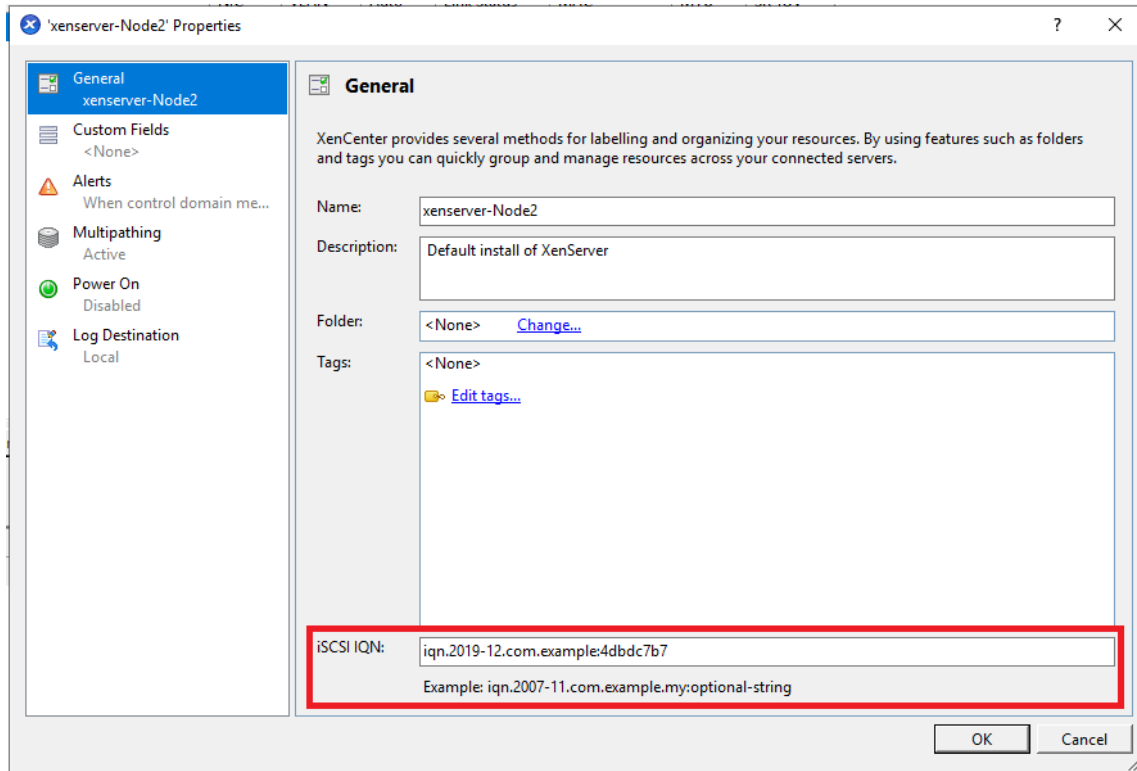 'xenserver-Node2' Properties
?
General
xenserver-Node2
Custom Fields
<None>
Alerts
When control domain me...
Multipathing
Active
Power On
Disabled
Log Destination
Local
General
XenCenter provides several methods for labelling and organizing your resources. By using features such as folders
and tags you can quickly group and manage resources across your connected servers.
Name:
xenserver-Node2
Description:
Default install of XenServer
Folder:
<None> Change...
Tags:
<None>
Edit tags...
iSCSI IQN:
iqn.2019-12.com.example:4dbdc7b7
Example: iqn.2007-11.com.example.my:optional-string
OK
Cancel